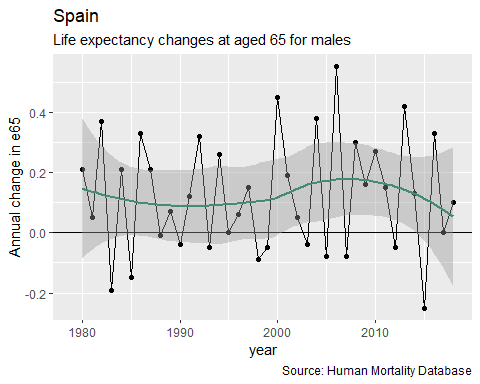 Spain
Life expectancy changes at aged 65 for males
Annual change in e65
0.4
0.2
0.0
-0.2
1980 1990 2000 2010
year
Source: Human Mortality Database